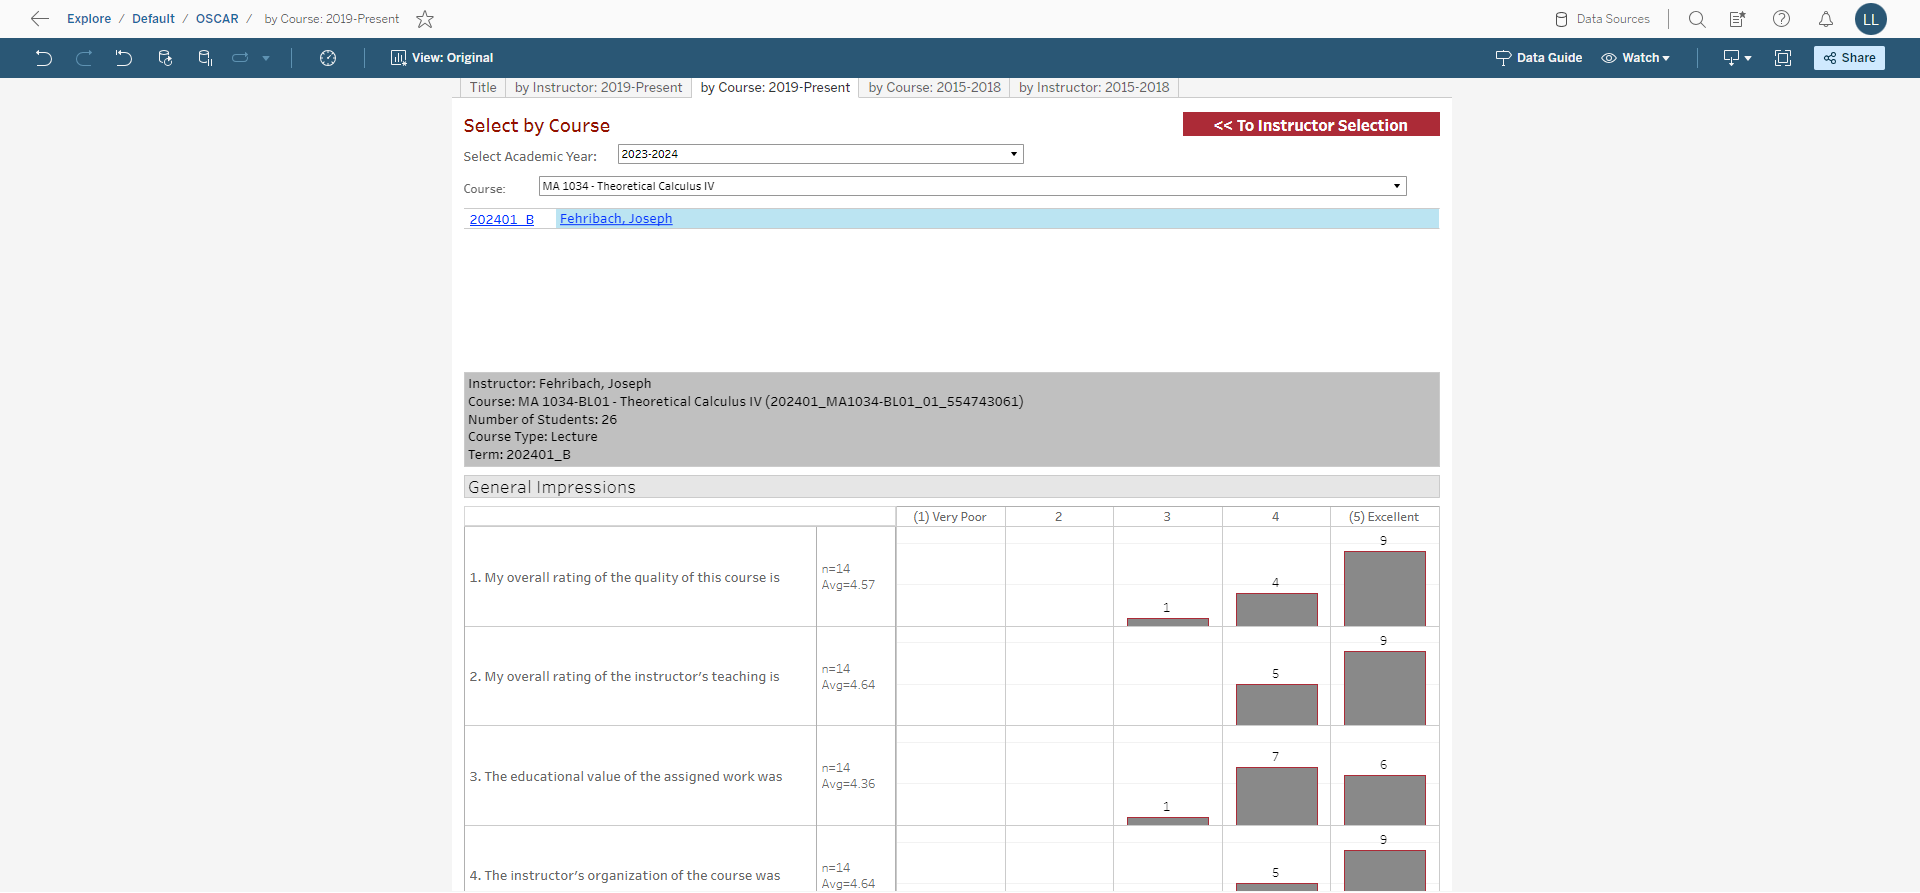 Explore / Default / OSCAR / by Course: 2019-Present
Data Sources
LL
View: Original
Data Guide
Watch
Share
Title
by Instructor: 2019-Present
by Course: 2019-Present
by Course: 2015-2018
by Instructor: 2015-2018
Select by Course
<< To Instructor Selection
Select Academic Year: 2023-2024
Course: MA 1034 - Theoretical Calculus IV
202401_B Fehribach, Joseph
Instructor: Fehribach, Joseph
Course: MA 1034-BL01 - Theoretical Calculus IV (202401_MA1034-BL01_01_554743061)
Number of Students: 26
Course Type: Lecture
Term: 202401_B
General Impressions
(1) Very Poor 2 3 4 (5) Excellent
1. My overall rating of the quality of this course is
n=14
Avg=4.57
1 4 9
2. My overall rating of the instructor's teaching is
n=14
Avg=4.64
5 9
3. The educational value of the assigned work was
n=14
Avg=4.36
1 7 6
4. The instructor's organization of the course was
n=14
Avg=4.64
5 9